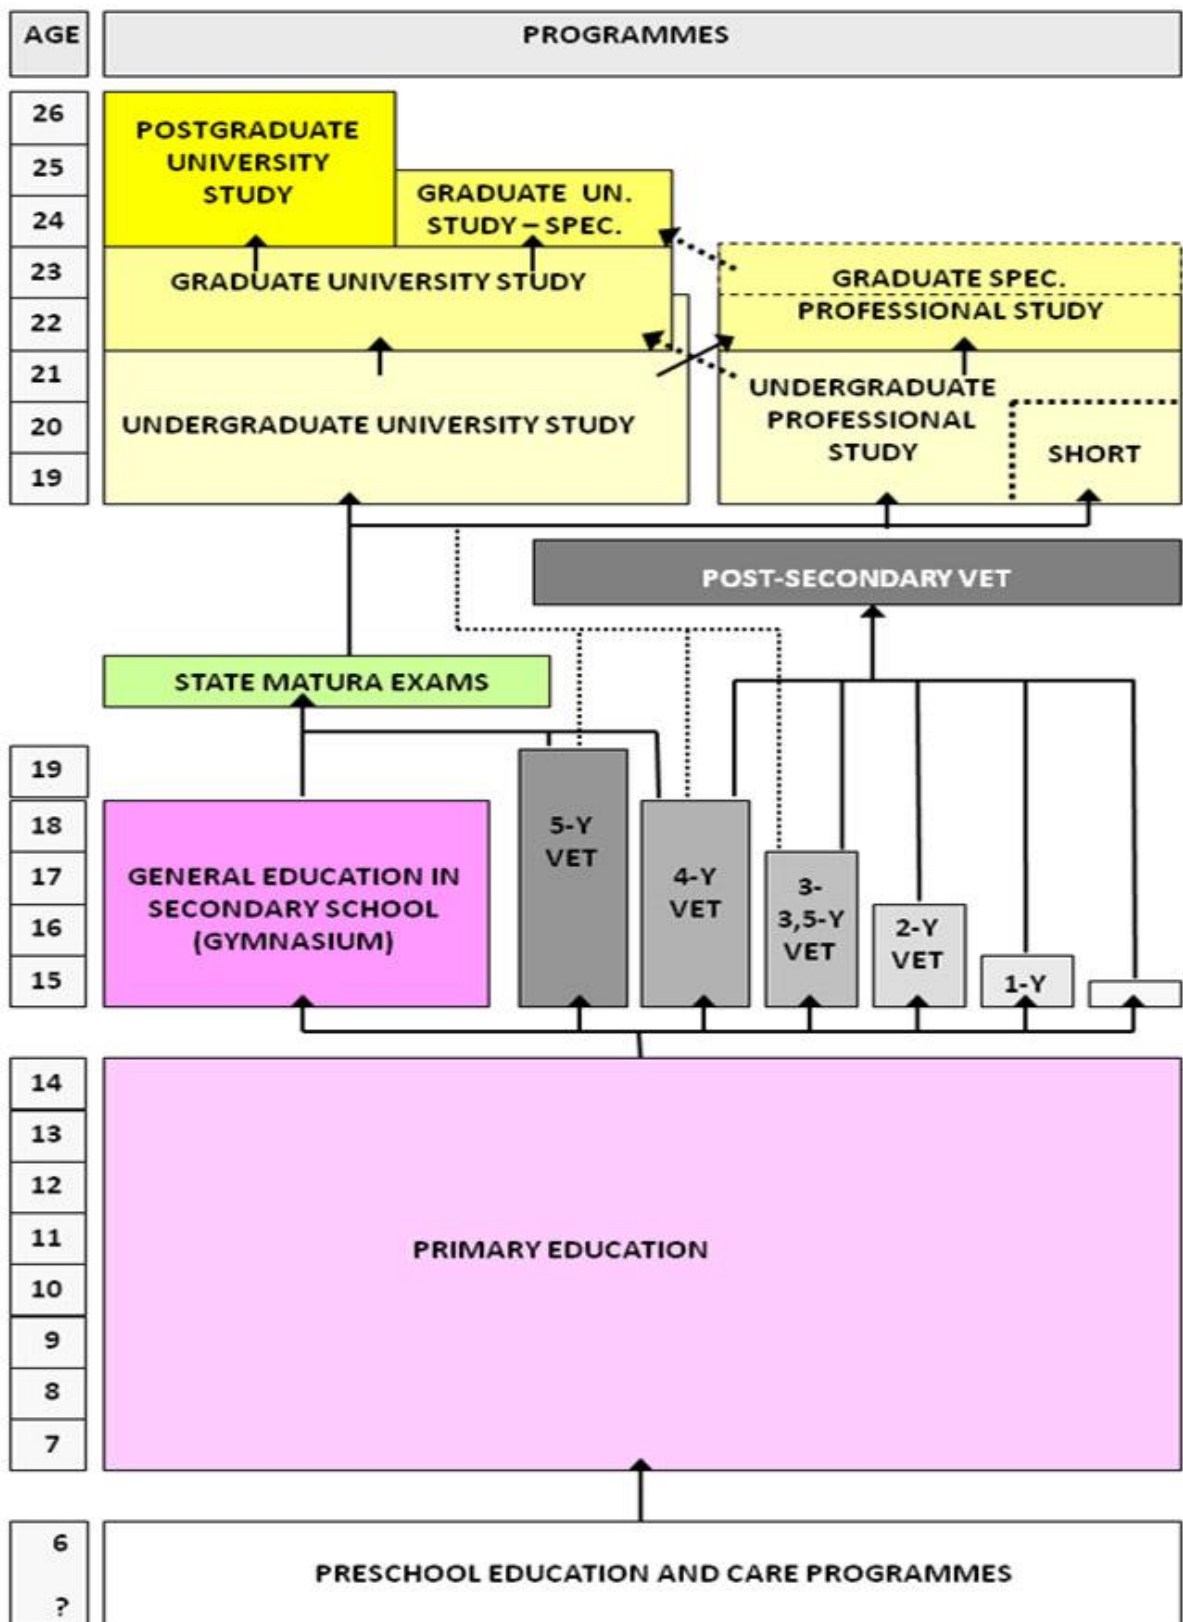 AGE
PROGRAMMES
26
25
24
23
22
21
20
19
POSTGRADUATE
UNIVERSITY
STUDY
GRADUATE UN.
STUDY – SPEC.
GRADUATE UNIVERSITY STUDY
GRADUATE SPEC.
PROFESSIONAL STUDY
UNDERGRADUATE UNIVERSITY STUDY
UNDERGRADUATE
PROFESSIONAL
STUDY
SHORT
POST-SECONDARY VET
STATE MATURA EXAMS
19
18
17
16
15
GENERAL EDUCATION IN
SECONDARY SCHOOL
(GYMNASIUM)
5-Y
VET
4-Y
VET
3-
3,5-Y
VET
2-Y
VET
1-Y
14
13
12
11
10
9
8
7
PRIMARY EDUCATION
6
?
PRESCHOOL EDUCATION AND CARE PROGRAMMES